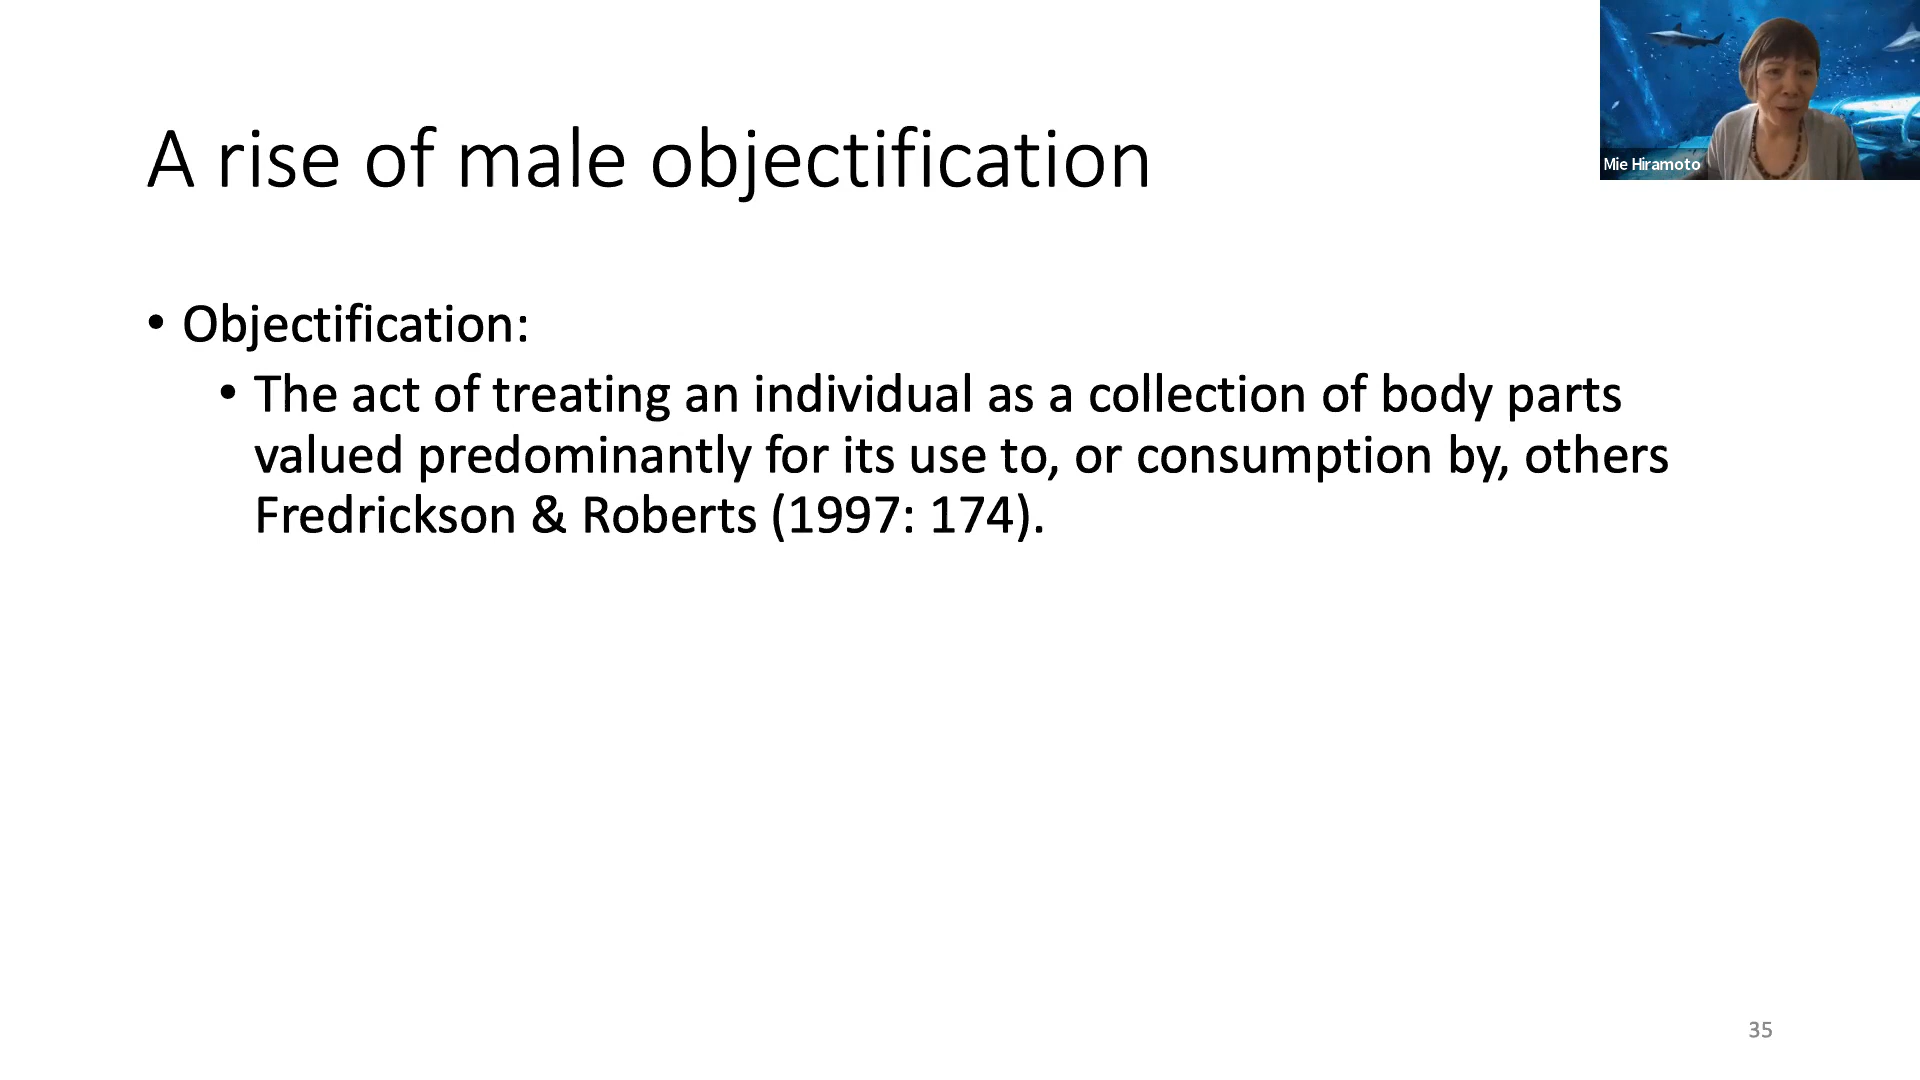 A rise of male objectification
Mie Hiramoto
• Objectification:
• The act of treating an individual as a collection of body parts
valued predominantly for its use to, or consumption by, others
Fredrickson & Roberts (1997: 174).
35